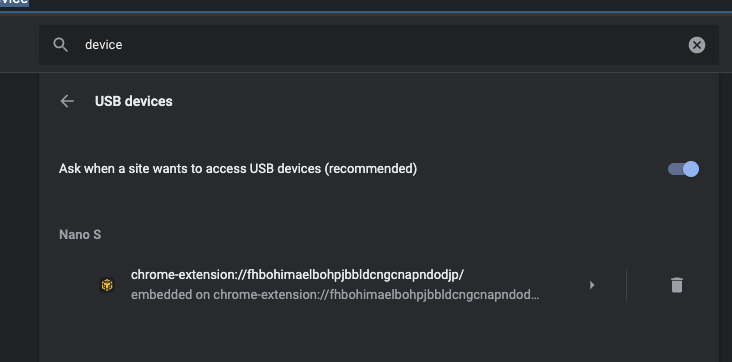 device
device
USB devices
Ask when a site wants to access USB devices (recommended)
Nano S
chrome-extension://fhbohimaelbohpjbbldcngcnapndodjp/
embedded on chrome-extension://fhbohimaelbohpjbbldcngcnapndod...